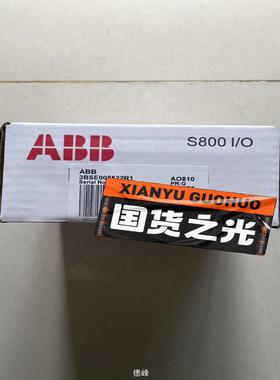 ABB
S800 I/O
ABB
3BSE008522R1
AO810
Serial No
PR:G
XIANYU GUOHUO
国货之光
德峰